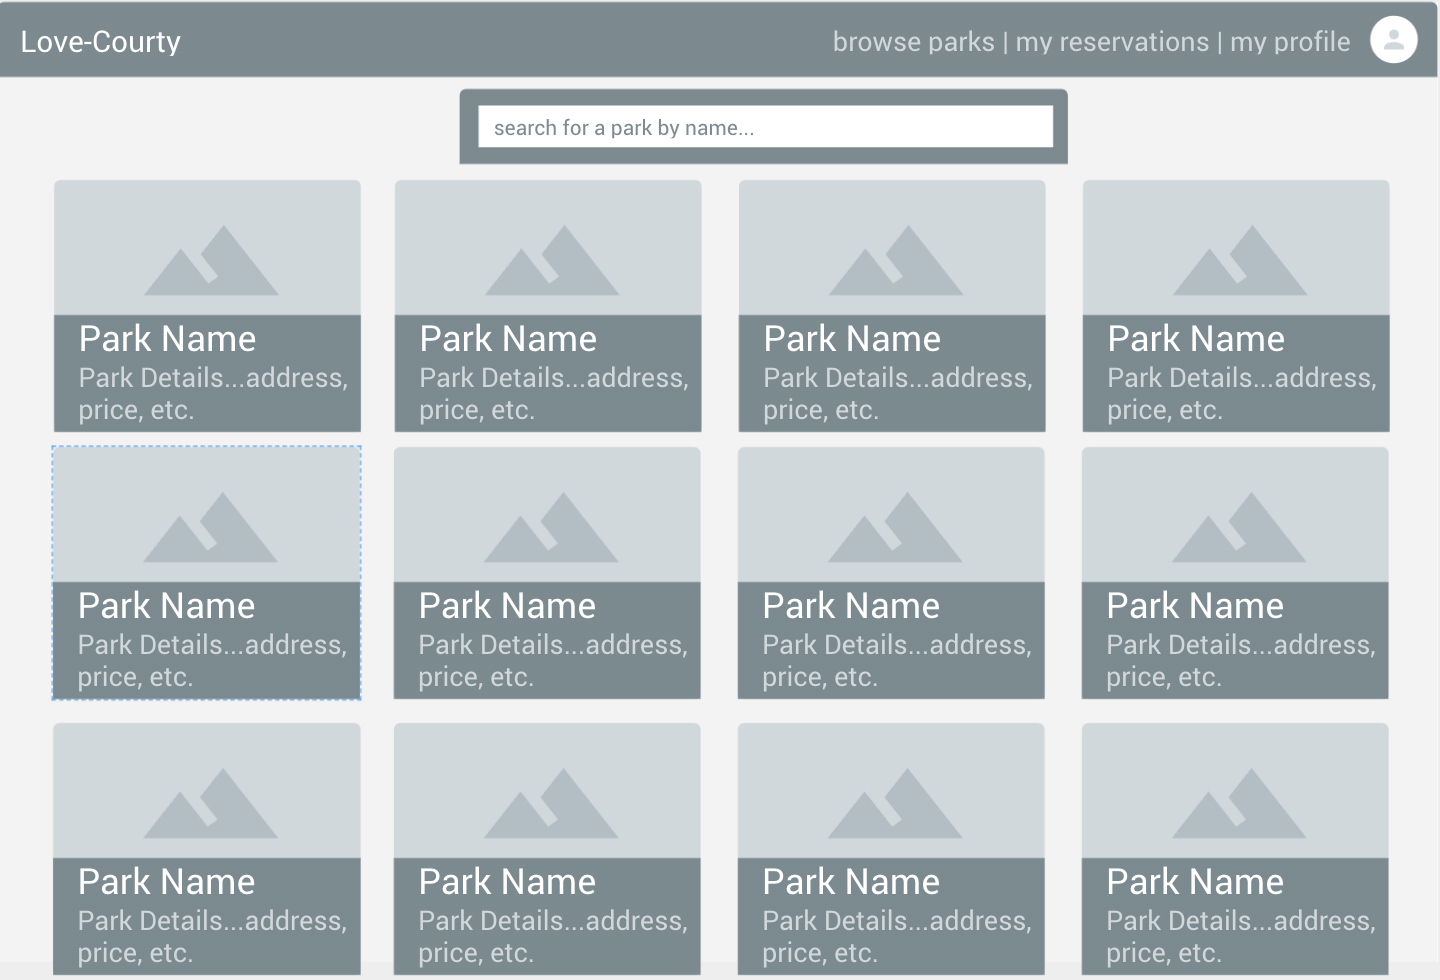 Love-Courty
browse parks | my reservations | my profile
search for a park by name...
Park Name
Park Details...address,
price, etc.
Park Name
Park Details...address,
price, etc.
Park Name
Park Details...address,
price, etc.
Park Name
Park Details...address,
price, etc.
Park Name
Park Details...address,
price, etc.
Park Name
Park Details...address,
price, etc.
Park Name
Park Details...address,
price, etc.
Park Name
Park Details...address,
price, etc.
Park Name
Park Details...address,
price, etc.
Park Name
Park Details...address,
price, etc.
Park Name
Park Details...address,
price, etc.
Park Name
Park Details...address,
price, etc.